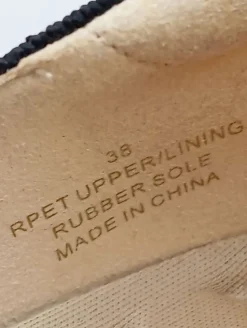 38
RPET UPPER/LINING
RUBBER SOLE
MADE IN CHINA